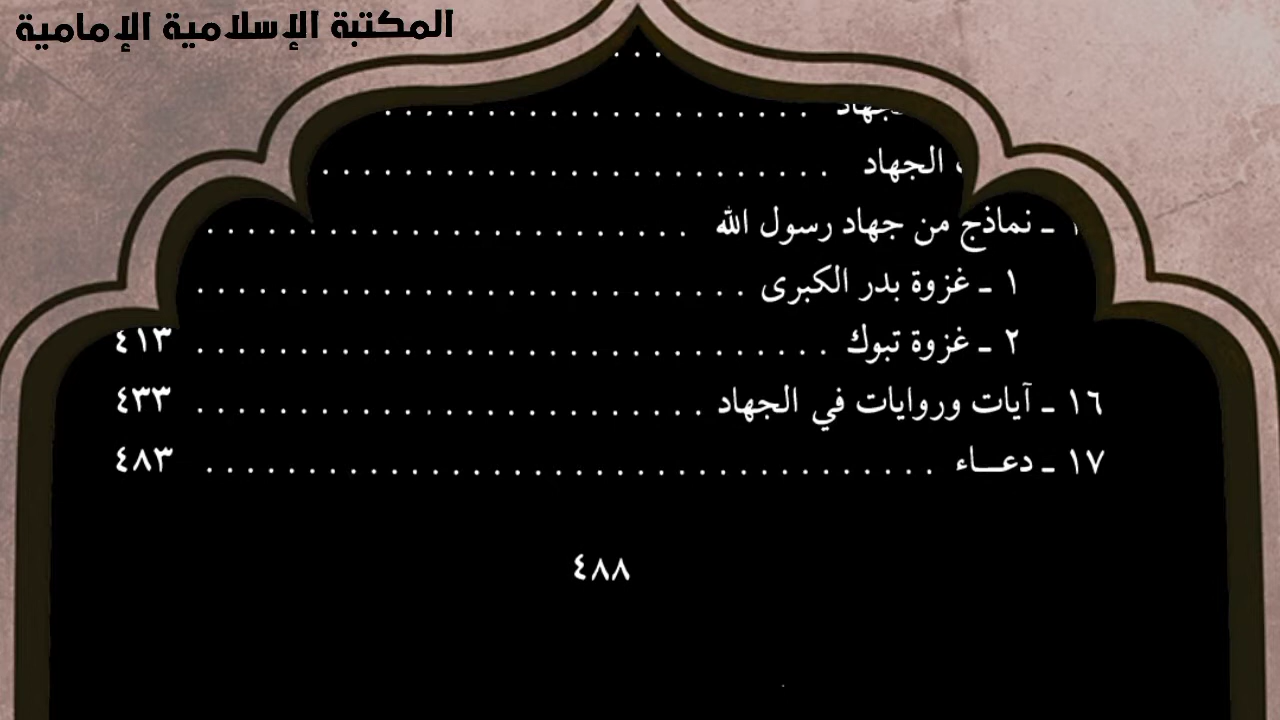 المكتبة الإسلامية الإمامية
. . .
. . . . . . . . . . . . . . . . . . . . .
الجهاد . . . . . . . . . . . . . . . . . . . . . . . . .
ـ نماذج من جهاد رسول الله . . . . . . . . . . . . . . . . . . . . . . . .
١ ـ غزوة بدر الكبرى . . . . . . . . . . . . . . . . . . . . . . . . . . . .
٢ ـ غزوة تبوك . . . . . . . . . . . . . . . . . . . . . . . . . . . . . . . . ٤١٣
١٦ ـ آيات وروايات في الجهاد . . . . . . . . . . . . . . . . . . . . . . . . . . ٤٣٣
١٧ ـ دعـــاء . . . . . . . . . . . . . . . . . . . . . . . . . . . . . . . . . . . . . ٤٨٣
٤٨٨